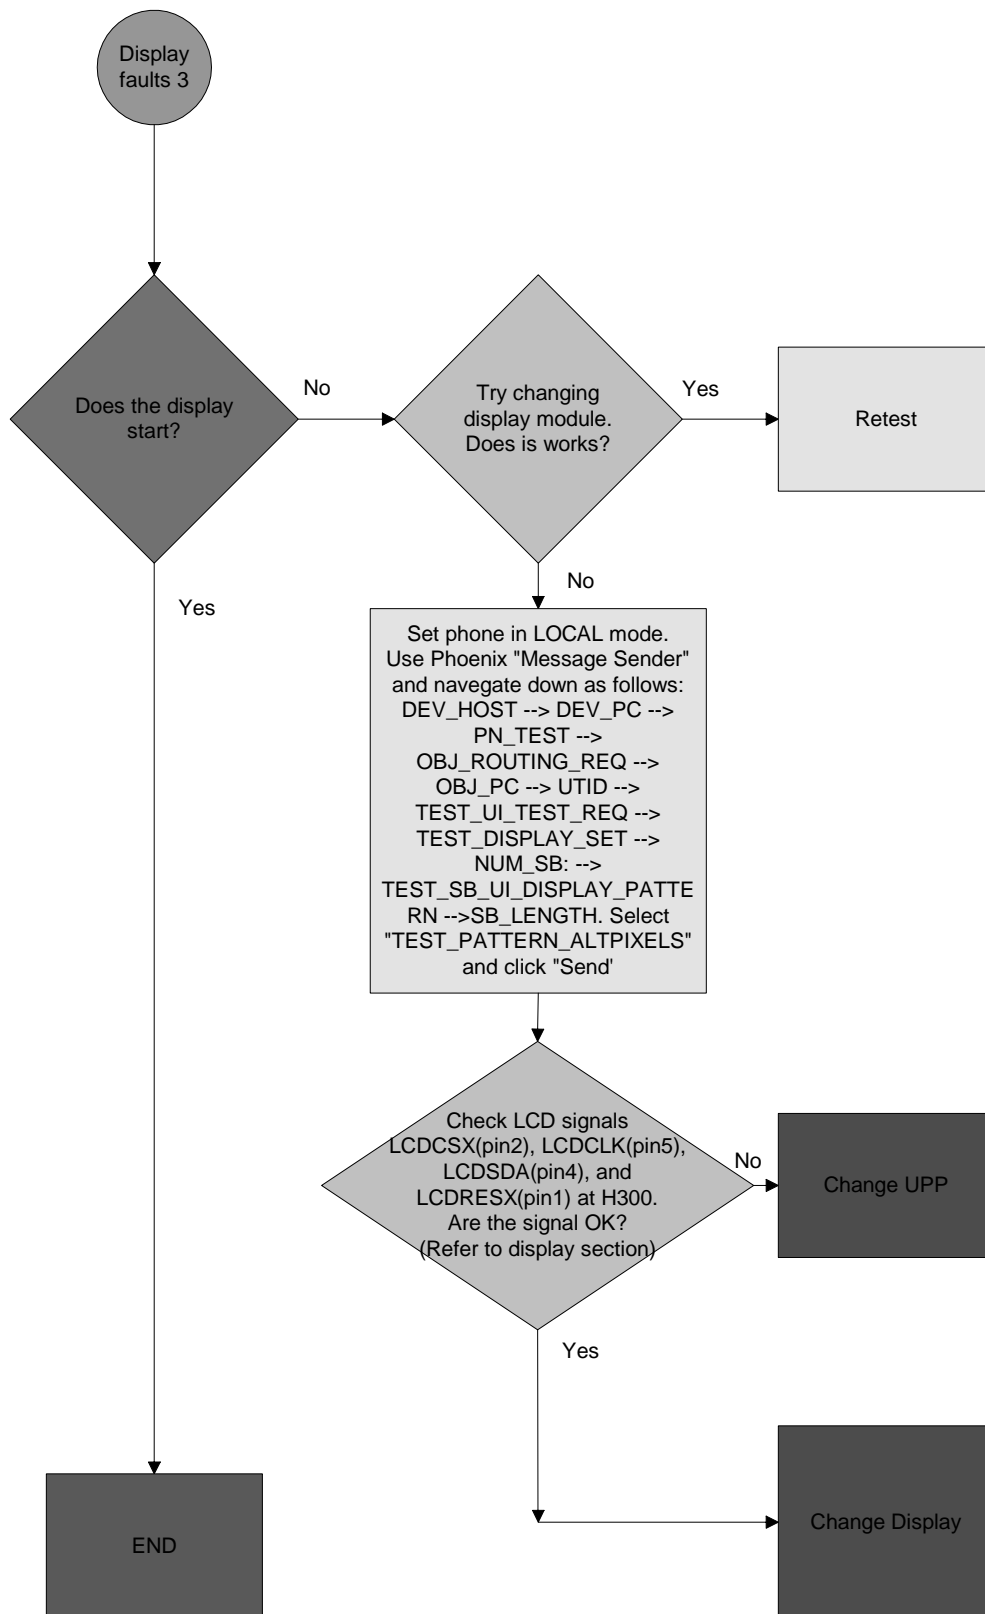 Display
faults 3
Does the display
start?
No
Try changing
display module.
Does is works?
Yes
Retest
No
Yes
Set phone in LOCAL mode.
Use Phoenix "Message Sender"
and navegate down as follows:
DEV_HOST --> DEV_PC -->
PN_TEST -->
OBJ_ROUTING_REQ -->
OBJ_PC --> UTID -->
TEST_UI_TEST_REQ -->
TEST_DISPLAY_SET -->
NUM_SB: -->
TEST_SB_UI_DISPLAY_PATTE
RN -->SB_LENGTH. Select
"TEST_PATTERN_ALTPIXELS"
and click "Send'
Check LCD signals
LCDCSX(pin2), LCDCLK(pin5),
LCDSDA(pin4), and
LCDRESX(pin1) at H300.
Are the signal OK?
(Refer to display section)
No
Change UPP
Yes
Change Display
END